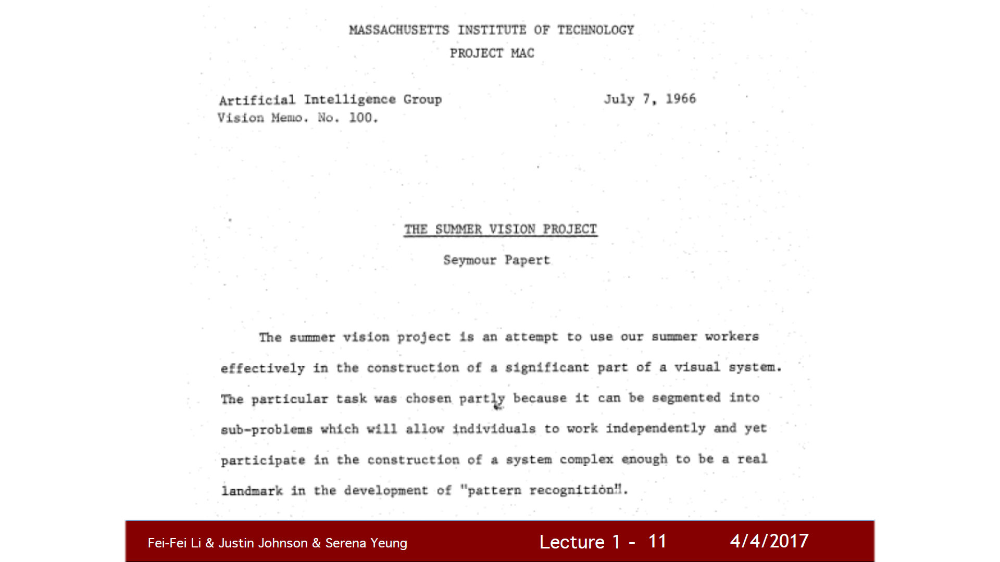 MASSACHUSETTS INSTITUTE OF TECHNOLOGY
PROJECT MAC
Artificial Intelligence Group July 7, 1966
Vision Memo. No. 100.
THE SUMMER VISION PROJECT
Seymour Papert
The summer vision project is an attempt to use our summer workers
effectively in the construction of a significant part of a visual system.
The particular task was chosen partly because it can be segmented into
sub-problems which will allow individuals to work independently and yet
participate in the construction of a system complex enough to be a real
landmark in the development of "pattern recognition".
Fei-Fei Li & Justin Johnson & Serena Yeung Lecture 1 - 11 4/4/2017